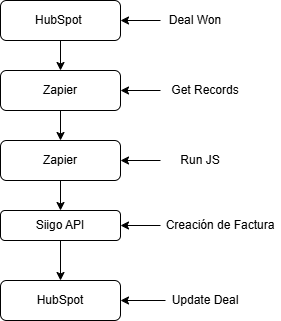 HubSpot
Deal Won
Zapier
Get Records
Zapier
Run JS
Siigo API
Creación de Factura
HubSpot
Update Deal